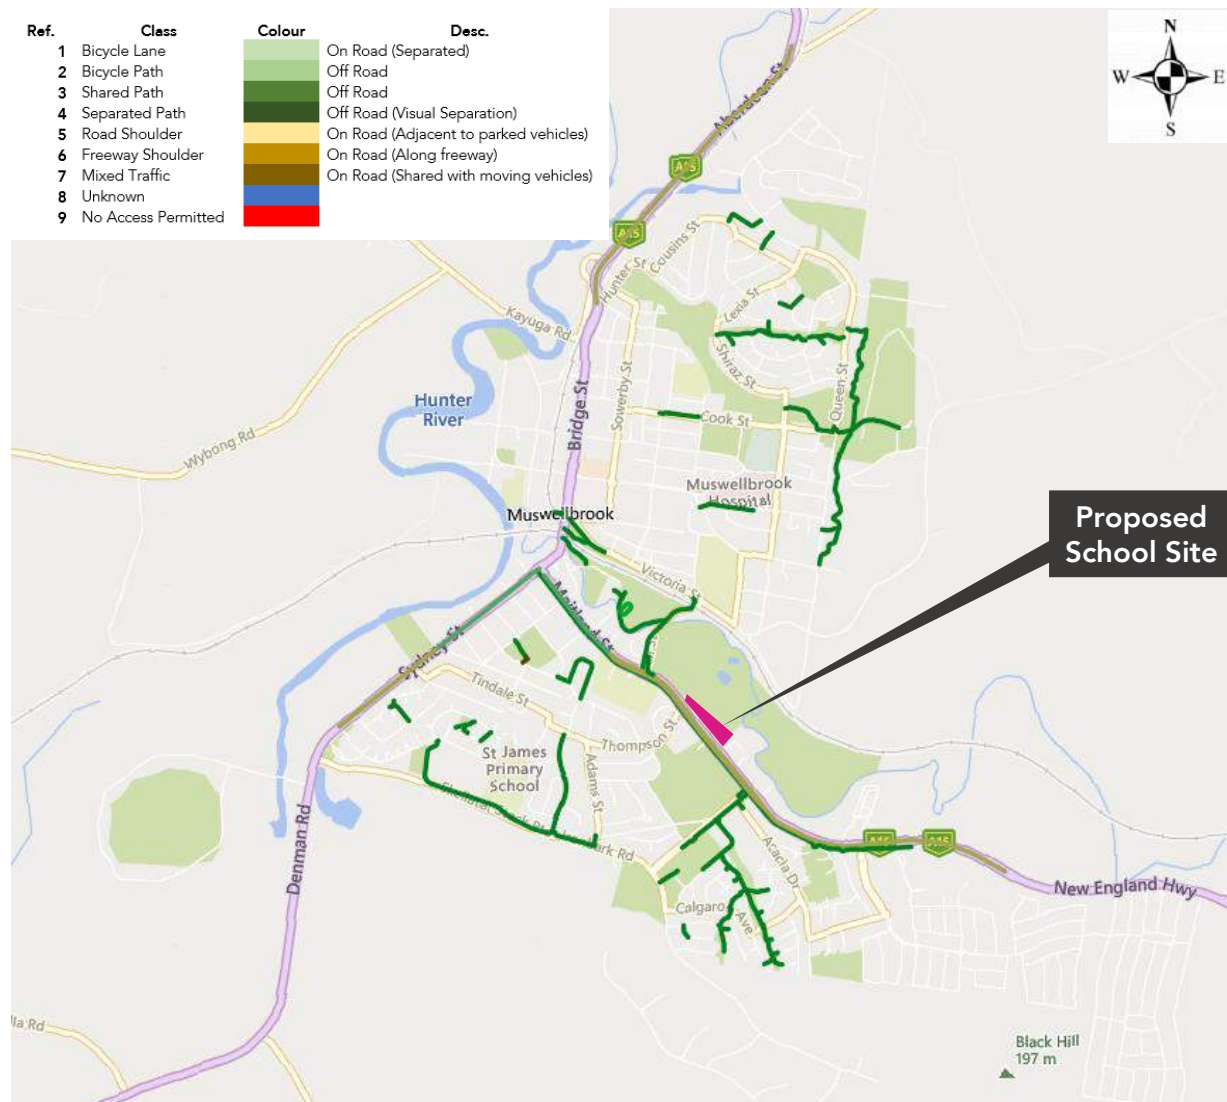 Ref. Class Colour Desc.
1 Bicycle Lane On Road (Separated)
2 Bicycle Path Off Road
3 Shared Path Off Road
4 Separated Path Off Road (Visual Separation)
5 Road Shoulder On Road (Adjacent to parked vehicles)
6 Freeway Shoulder On Road (Along freeway)
7 Mixed Traffic On Road (Shared with moving vehicles)
8 Unknown
9 No Access Permitted
N
W E
S
Aberdeen St
A15
A15
Cousins St
Hunter St
Lexia St
Kayuga Rd
Shiraz St
Queen St
Hunter
River
Sowerby St
Bridge St
Cook St
Wybong Rd
Muswellbrook
Hospital
Muswellbrook
Proposed
School Site
Victoria St
Maitland St
Sydney St
Tindale St
Thompson St
St James
Primary
School
Adams St
Denman Rd
Acacia Dr
A15
A15
New England Hwy
Calgaro
Ave
lla Rd
Black Hill
197 m